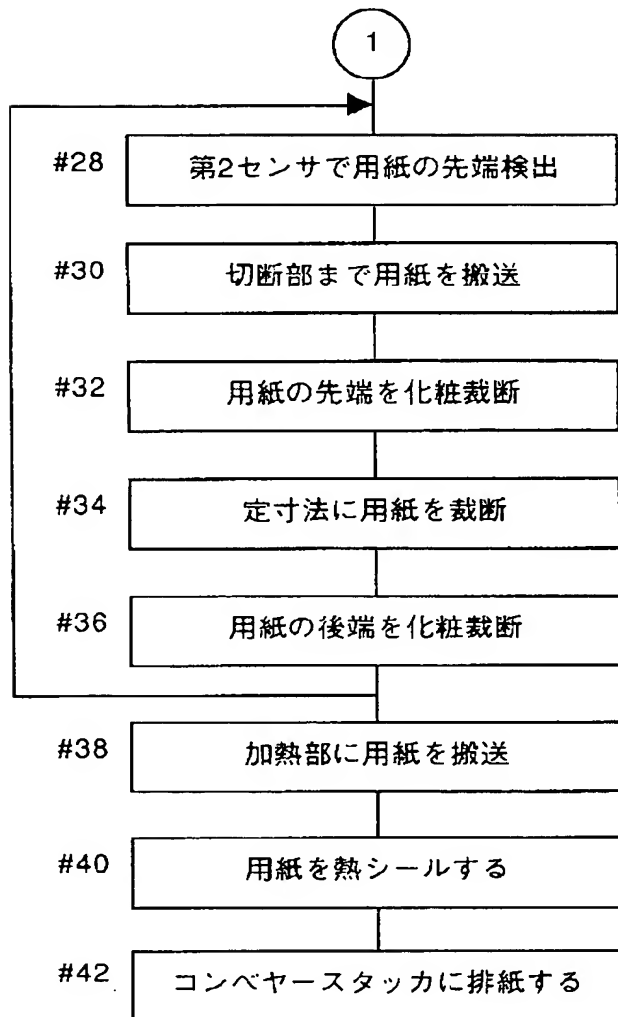 1
#28 第2センサで用紙の先端検出
#30 切断部まで用紙を搬送
#32 用紙の先端を化粧裁断
#34 定寸法に用紙を裁断
#36 用紙の後端を化粧裁断
#38 加熱部に用紙を搬送
#40 用紙を熱シールする
#42 コンベヤースタッカに排紙する